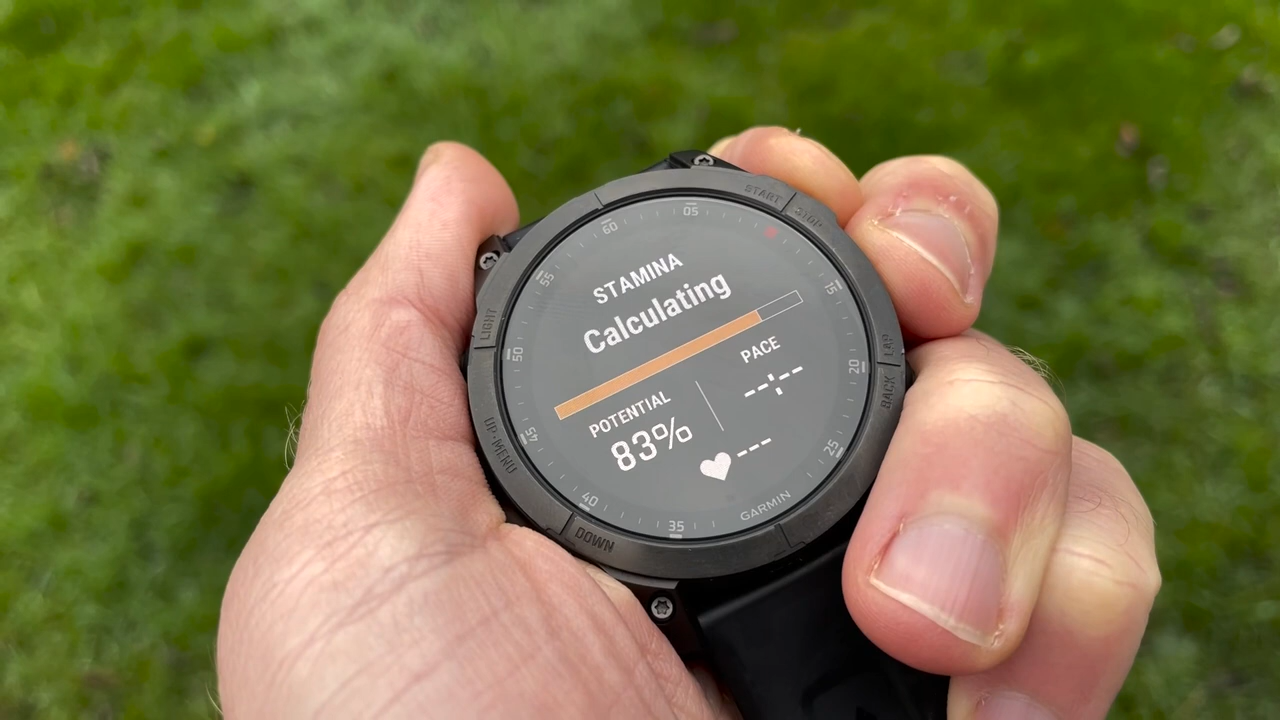 START
STOP
60
05
55
15
STAMINA
Calculating
LIGHT
50
20
LAP
BACK
PACE
--:--
POTENTIAL
83%
---
UP·MENU
45
25
40
35
GARMIN
DOWN